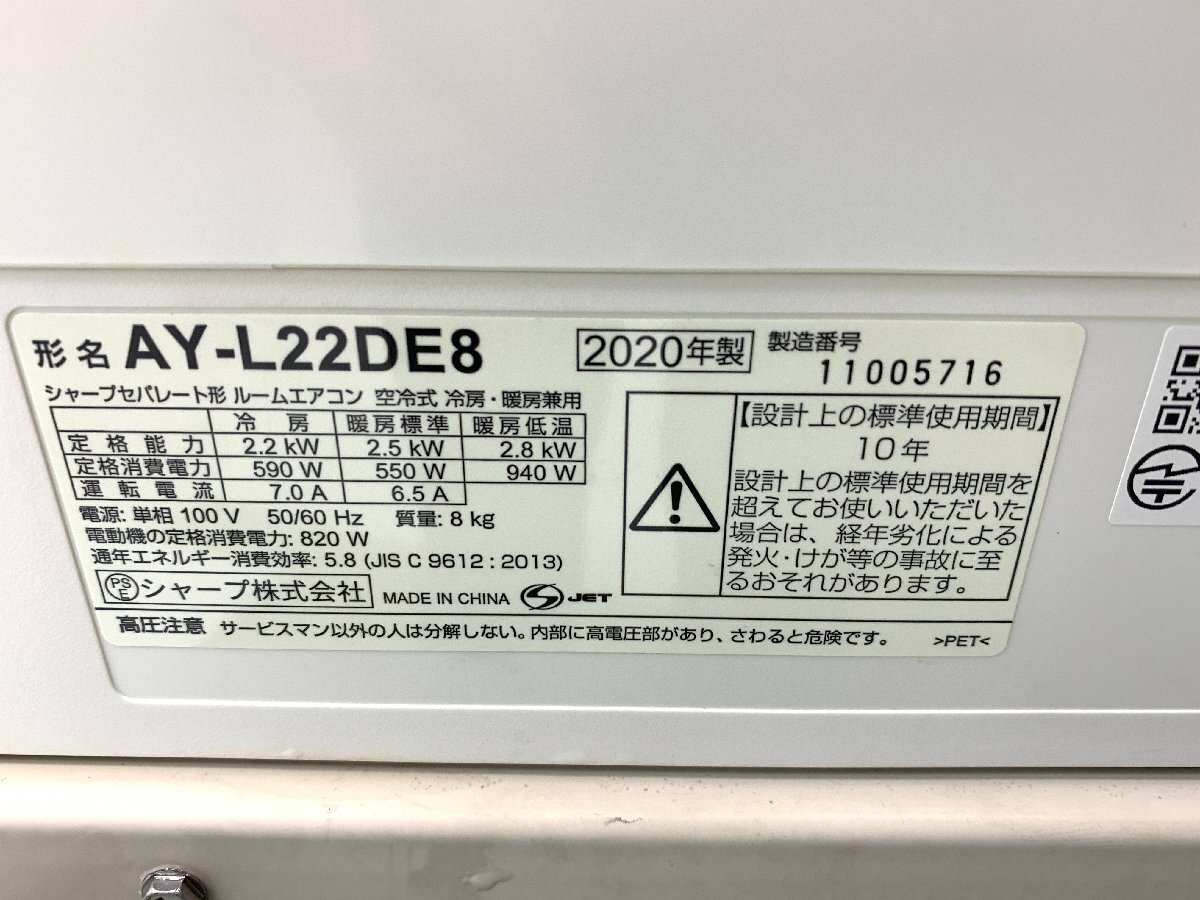 形名 AY-L22DE8 2020年製 製造番号 11005716
シャープセパレート形 ルームエアコン 空冷式 冷房・暖房兼用
冷房 暖房標準 暖房低温
定格能力 2.2 kW 2.5 kW 2.8 kW
定格消費電力 590 W 550 W 940 W
運転電流 7.0 A 6.5 A
電源: 単相 100 V 50/60 Hz 質量: 8 kg
電動機の定格消費電力: 820 W
通年エネルギー消費効率: 5.8 (JIS C 9612 : 2013)
PSE シャープ株式会社 MADE IN CHINA JET
【設計上の標準使用期間】
10年
設計上の標準使用期間を
超えてお使いいただいた
場合は、経年劣化による
発火・けが等の事故に至
るおそれがあります。
高圧注意 サービスマン以外の人は分解しない。内部に高電圧部があり、さわると危険です。 >PET<